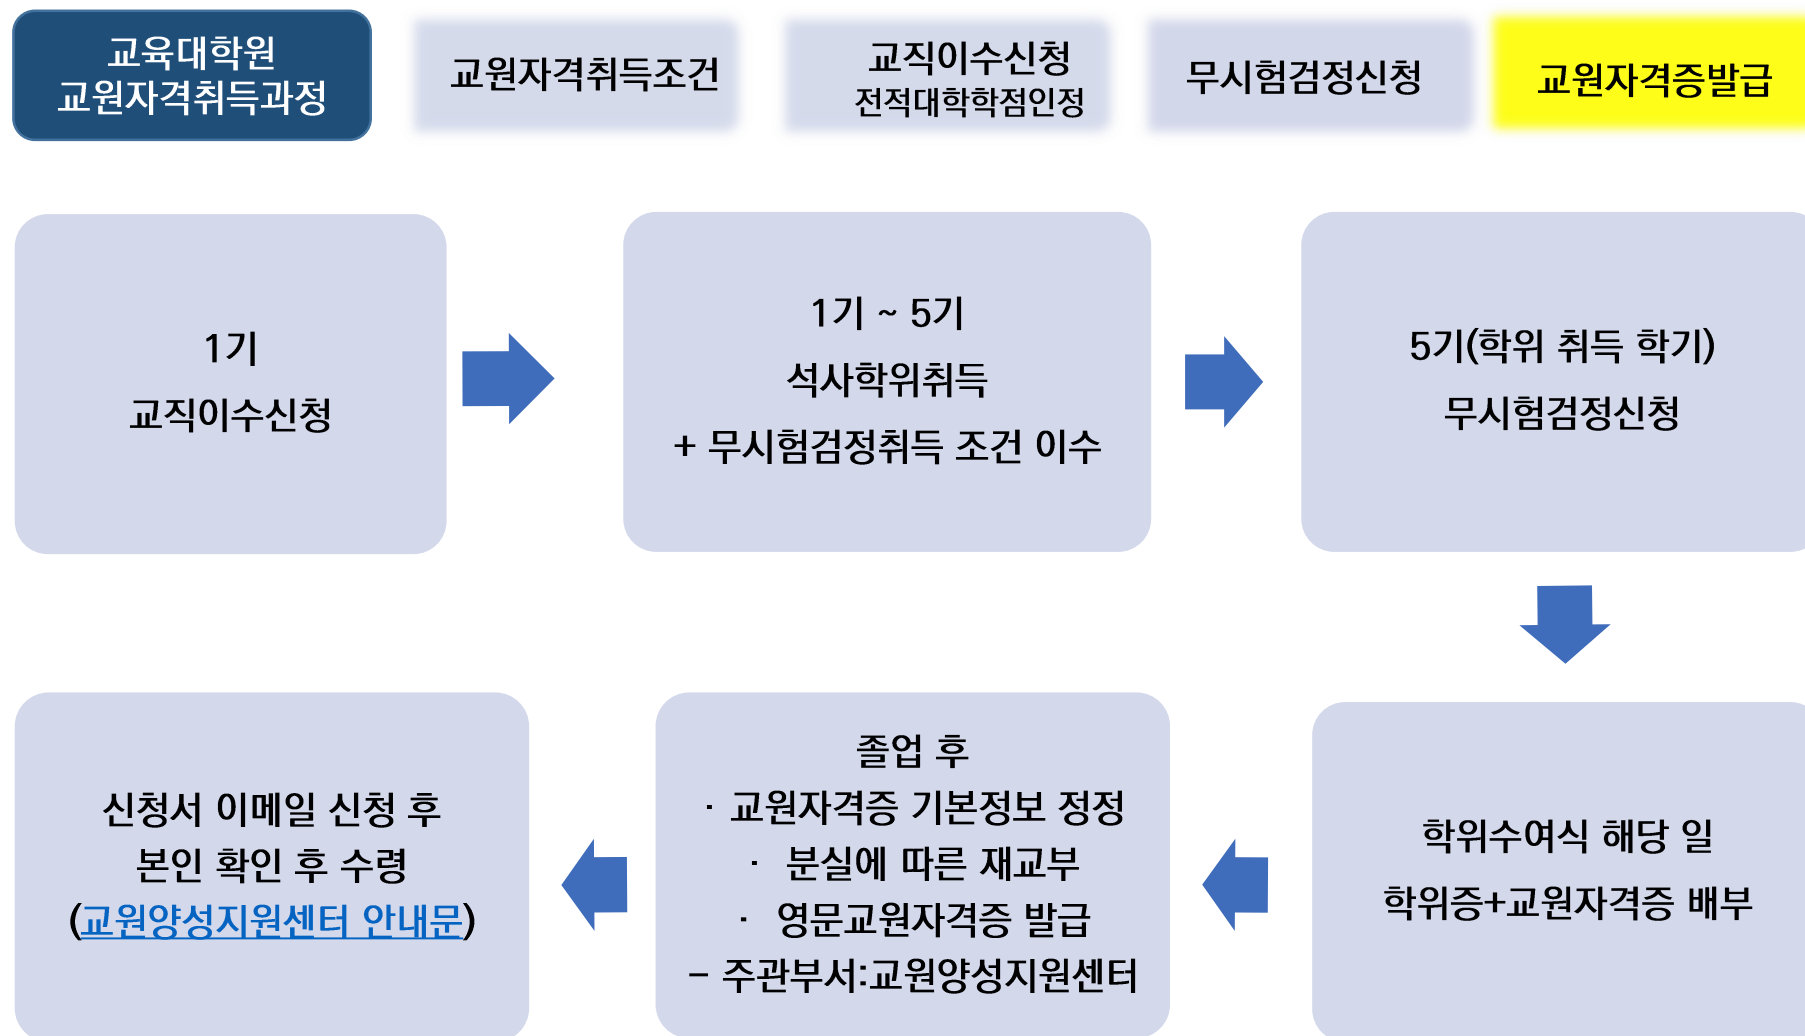 교육대학원
교원자격취득과정
교원자격취득조건
교직이수신청
전적대학학점인정
무시험검정신청
교원자격증발급
1기
교직이수신청
1기 ~ 5기
석사학위취득
+ 무시험검정취득 조건 이수
5기(학위 취득 학기)
무시험검정신청
학위수여식 해당 일
학위증+교원자격증 배부
졸업 후
· 교원자격증 기본정보 정정
· 분실에 따른 재교부
· 영문교원자격증 발급
- 주관부서:교원양성지원센터
신청서 이메일 신청 후
본인 확인 후 수령
(교원양성지원센터 안내문)